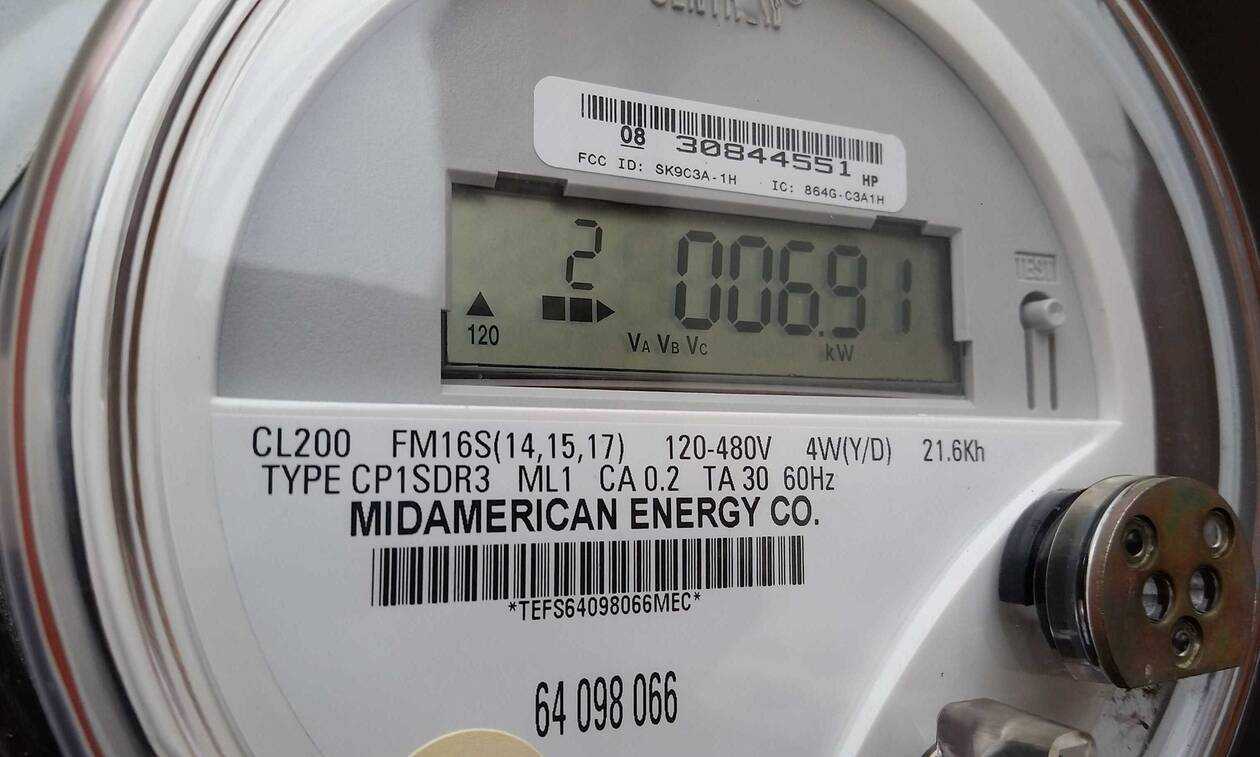 08 30844551 HP
FCC ID: SK9C3A-1H IC: 864G-C3A1H
2 006.91
120 VA VB VC kW
TEST
CL200 FM16S(14,15,17) 120-480V 4W(Y/D) 21.6Kh
TYPE CP1SDR3 ML1 CA 0.2 TA 30 60Hz
MIDAMERICAN ENERGY CO.
*TEFS64098066MEC*
64 098 066